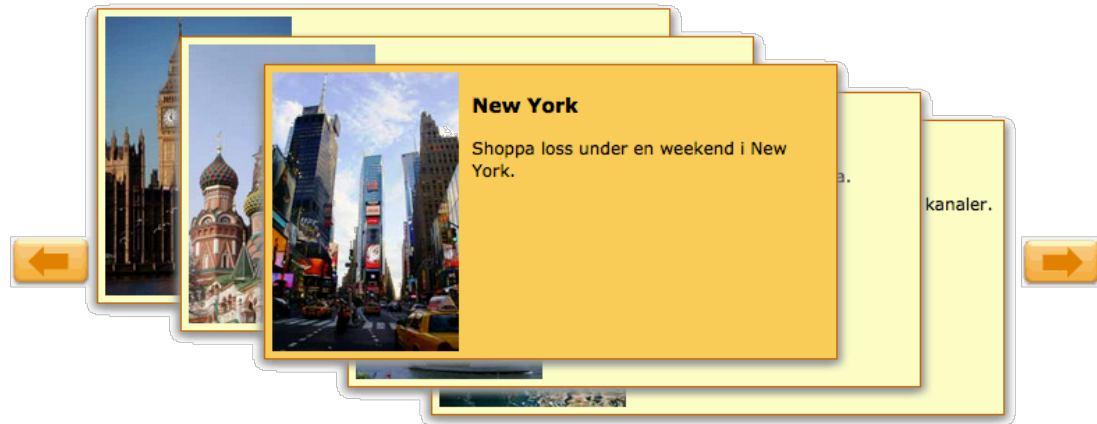 New York
Shoppa loss under en weekend i New
York.
a.
kanaler.